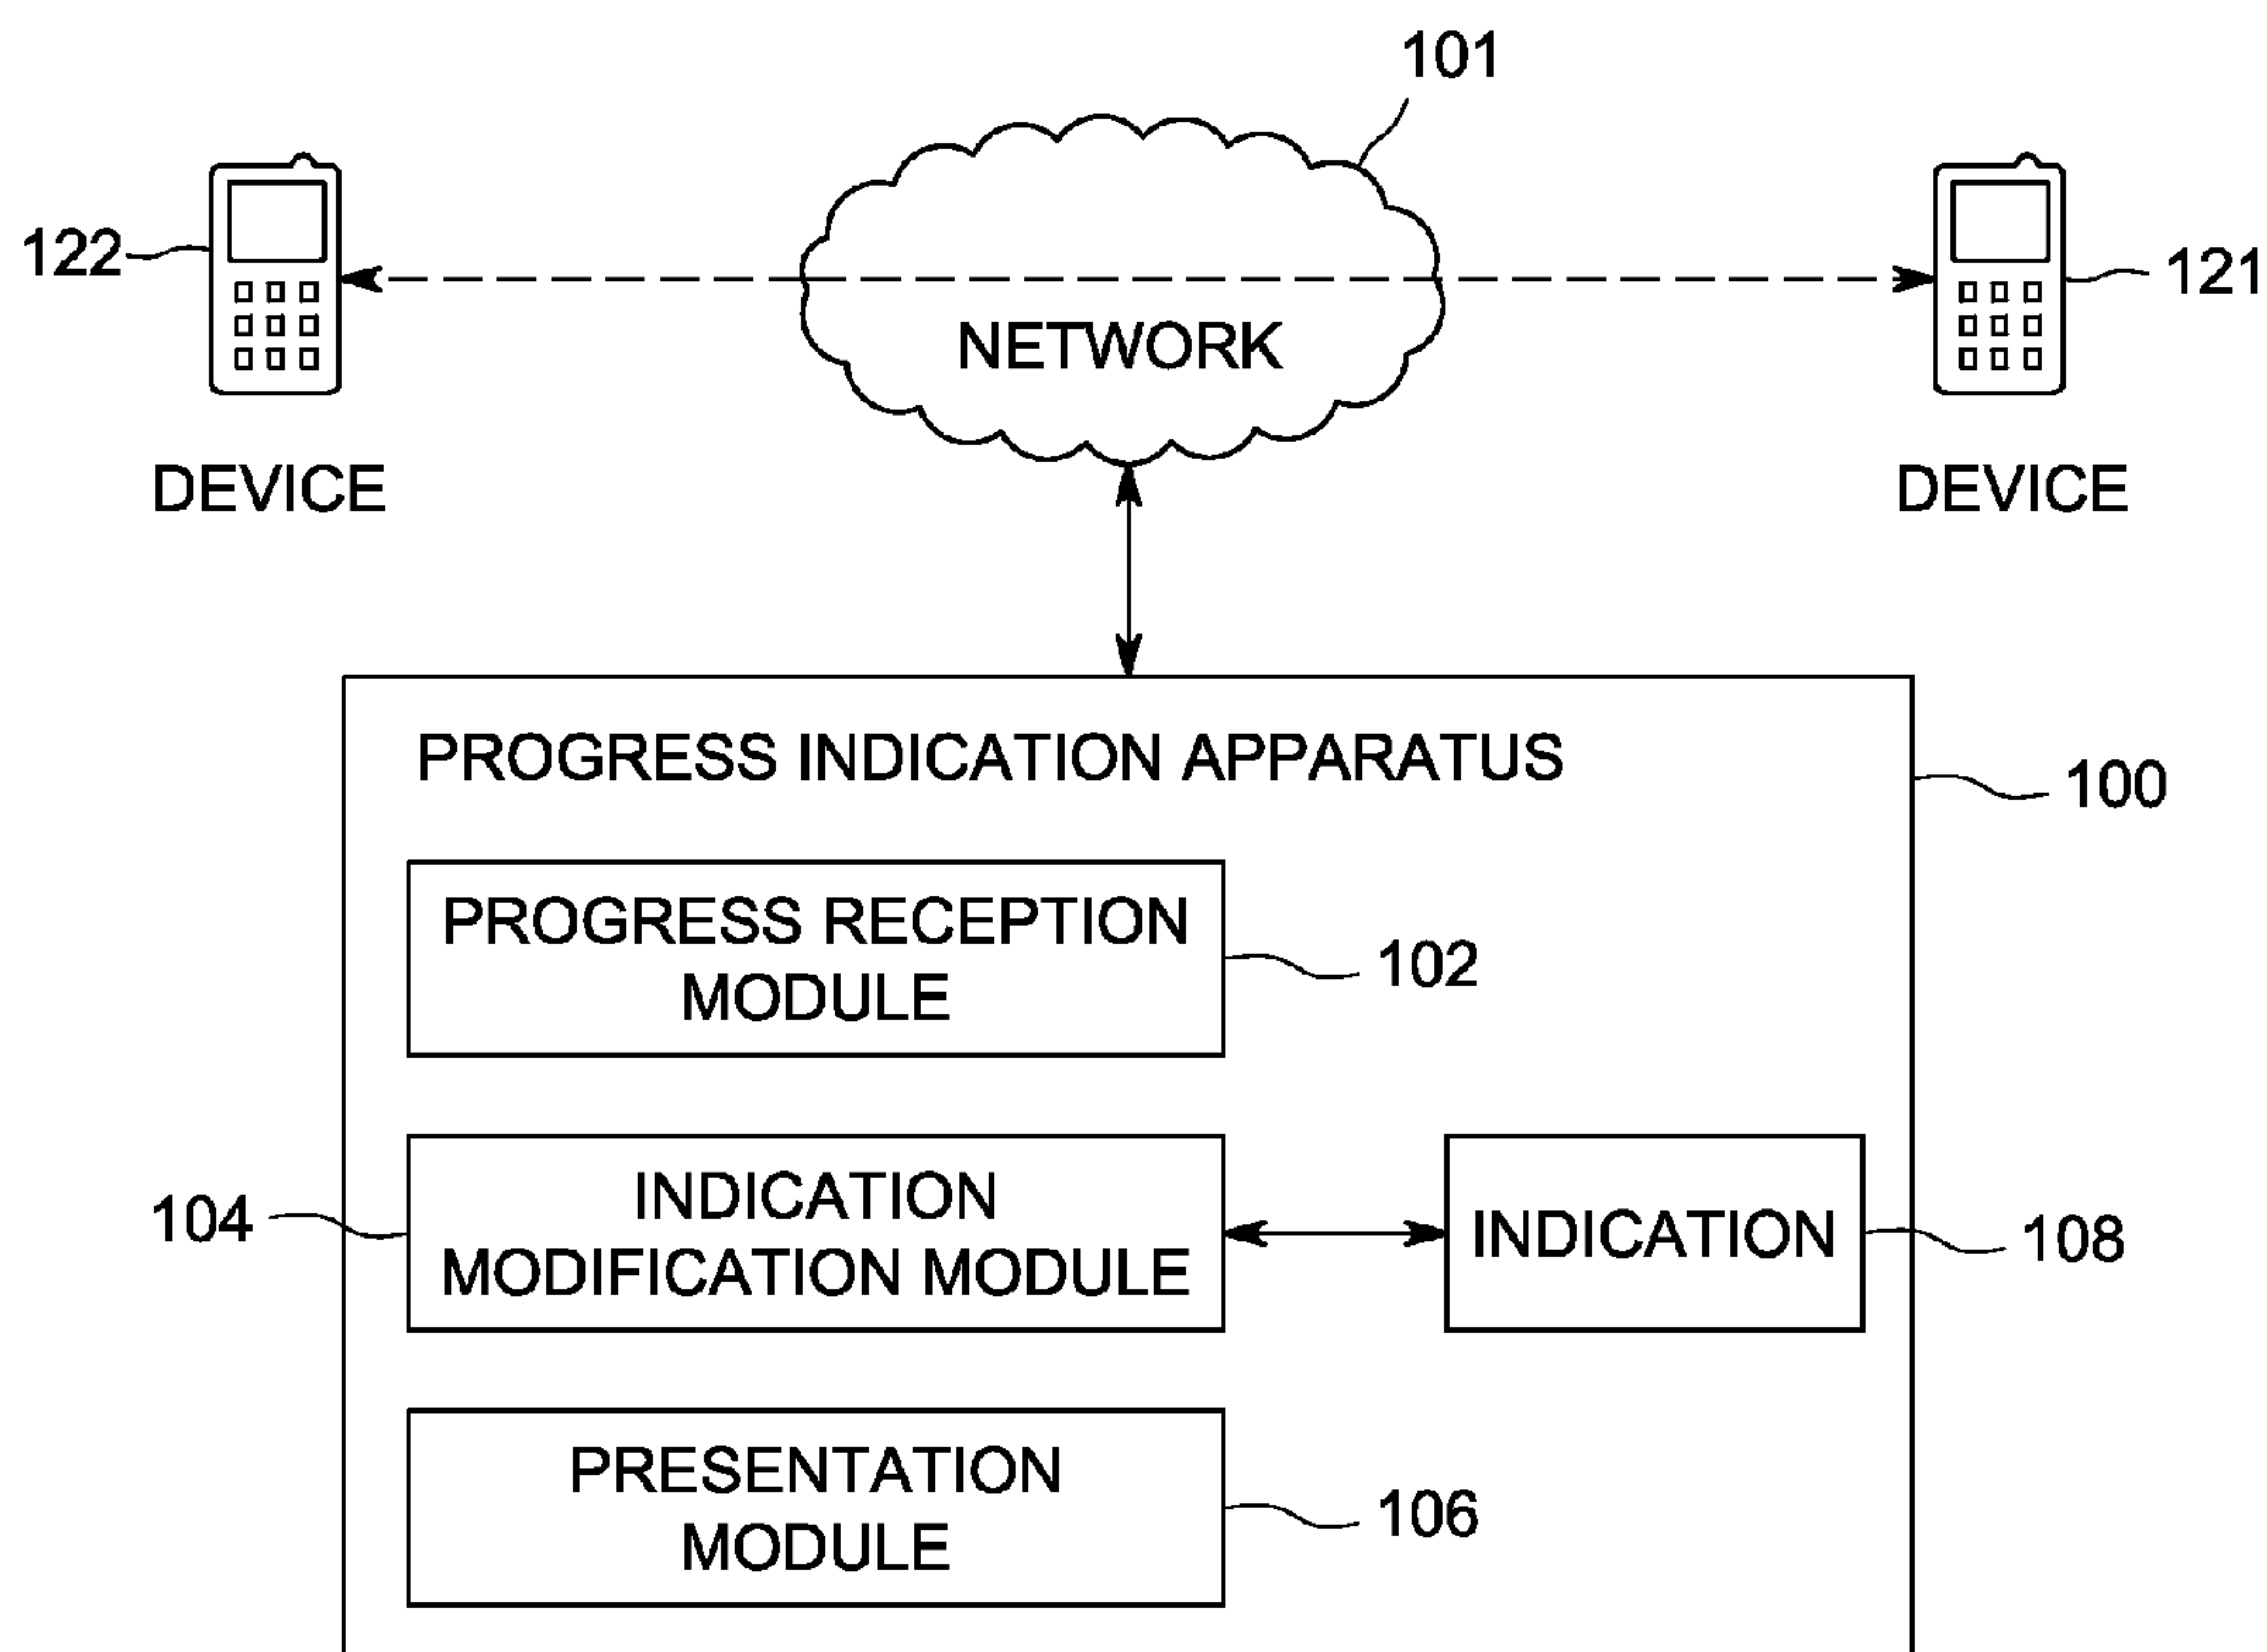 101
122
121
NETWORK
DEVICE
DEVICE
PROGRESS INDICATION APPARATUS
100
PROGRESS RECEPTION
MODULE
102
INDICATION
MODIFICATION MODULE
104
INDICATION
108
PRESENTATION
MODULE
106